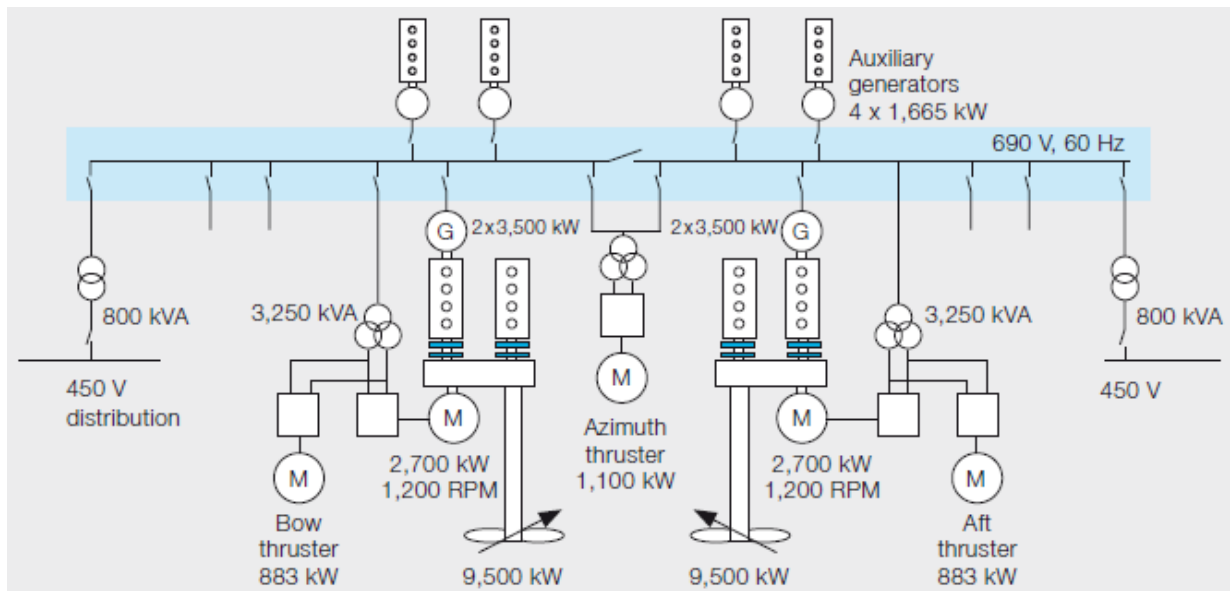 Auxiliary
generators
4 x 1,665 kW
690 V, 60 Hz
G
2x3,500 kW
2x3,500 kW
G
800 kVA
3,250 kVA
3,250 kVA
800 kVA
450 V
distribution
M
M
M
450 V
M
2,700 kW
1,200 RPM
Azimuth
thruster
1,100 kW
2,700 kW
1,200 RPM
M
Bow
thruster
883 kW
9,500 kW
9,500 kW
Aft
thruster
883 kW